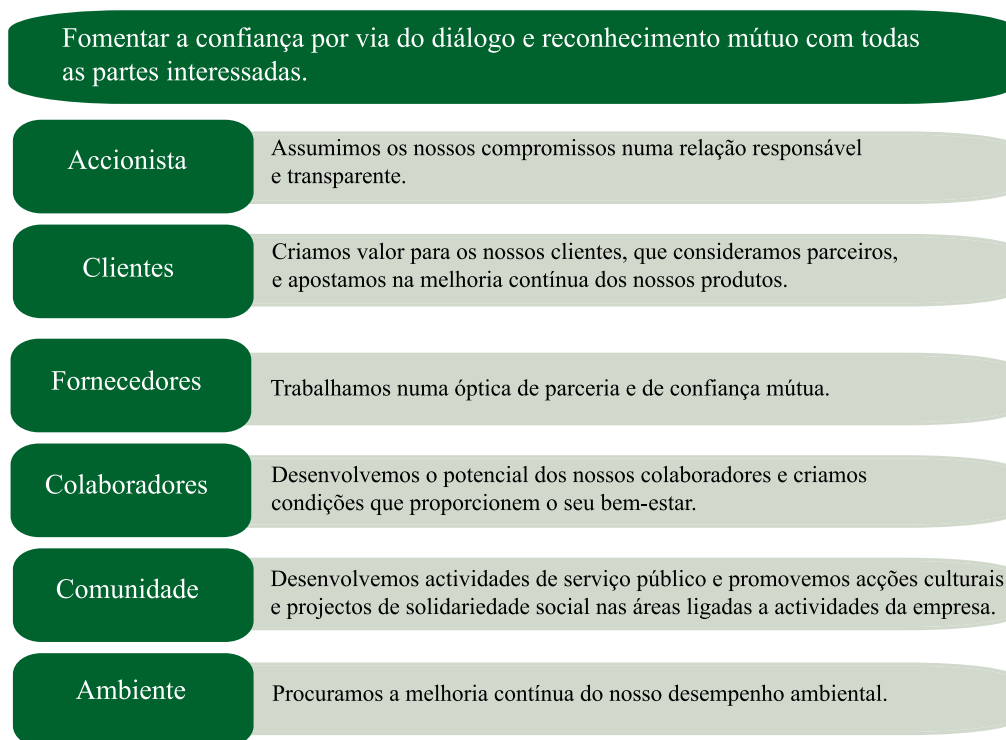 Fomentar a confiança por via do diálogo e reconhecimento mútuo com todas
as partes interessadas.
Accionista
Assumimos os nossos compromissos numa relação responsável
e transparente.
Clientes
Criamos valor para os nossos clientes, que consideramos parceiros,
e apostamos na melhoria contínua dos nossos produtos.
Fornecedores
Trabalhamos numa óptica de parceria e de confiança mútua.
Colaboradores
Desenvolvemos o potencial dos nossos colaboradores e criamos
condições que proporcionem o seu bem-estar.
Comunidade
Desenvolvemos actividades de serviço público e promovemos acções culturais
e projectos de solidariedade social nas áreas ligadas a actividades da empresa.
Ambiente
Procuramos a melhoria contínua do nosso desempenho ambiental.